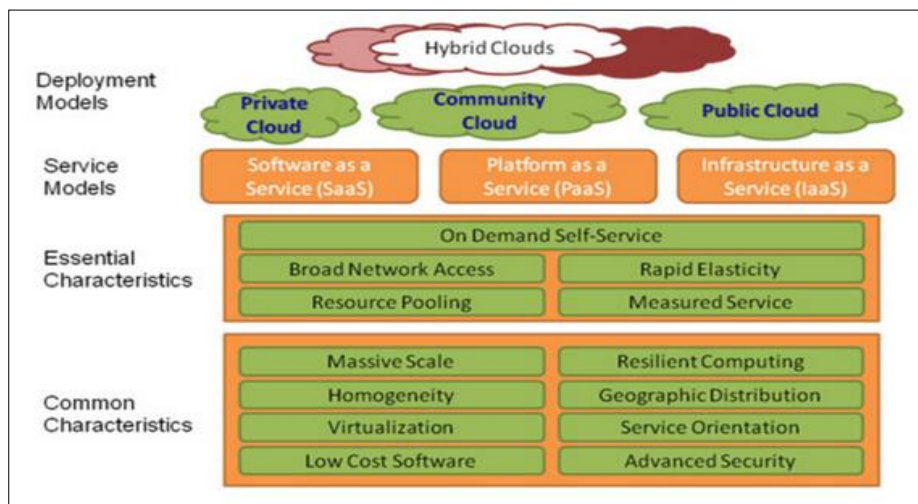 Hybrid Clouds
Deployment
Models
Private
Cloud
Community
Cloud
Public Cloud
Service
Models
Software as a
Service (SaaS)
Platform as a
Service (PaaS)
Infrastructure as a
Service (IaaS)
Essential
Characteristics
On Demand Self-Service
Broad Network Access
Rapid Elasticity
Resource Pooling
Measured Service
Common
Characteristics
Massive Scale
Resilient Computing
Homogeneity
Geographic Distribution
Virtualization
Service Orientation
Low Cost Software
Advanced Security